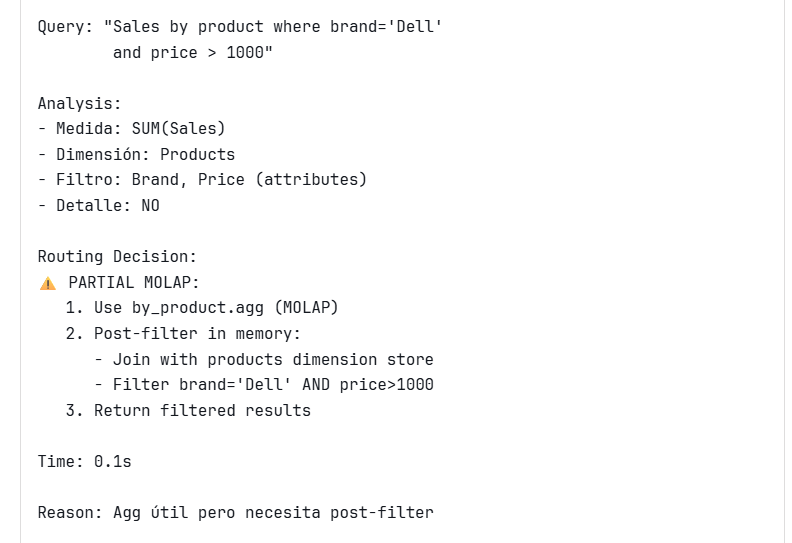 Query: "Sales by product where brand='Dell'
and price > 1000"
Analysis:
- Medida: SUM(Sales)
- Dimensión: Products
- Filtro: Brand, Price (attributes)
- Detalle: NO
Routing Decision:
⚠️ PARTIAL MOLAP:
1. Use by_product.agg (MOLAP)
2. Post-filter in memory:
- Join with products dimension store
- Filter brand='Dell' AND price>1000
3. Return filtered results
Time: 0.1s
Reason: Agg útil pero necesita post-filter